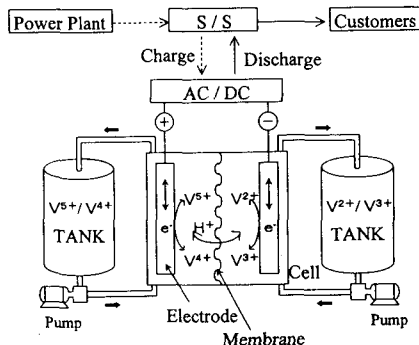 Power Plant
S / S
Customers
Charge
Discharge
AC / DC
+
−
V5+
V2+
V5+/ V4+
TANK
e-
H+
e-
V2+/ V3+
TANK
V4+
V3+
Cell
Pump
Electrode
Membrane
Pump